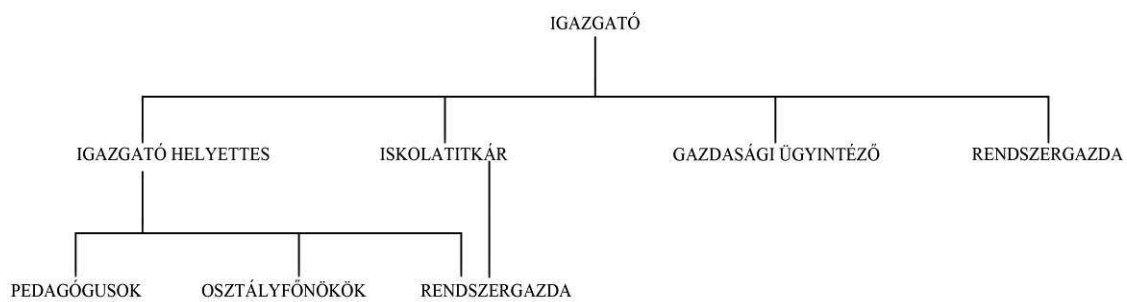 IGAZGATÓ
IGAZGATÓ HELYETTES ISKOLATITKÁR GAZDASÁGI ÜGYINTÉZŐ RENDSZERGAZDA
PEDAGÓGUSOK OSZTÁLYFŐNÖKÖK RENDSZERGAZDA